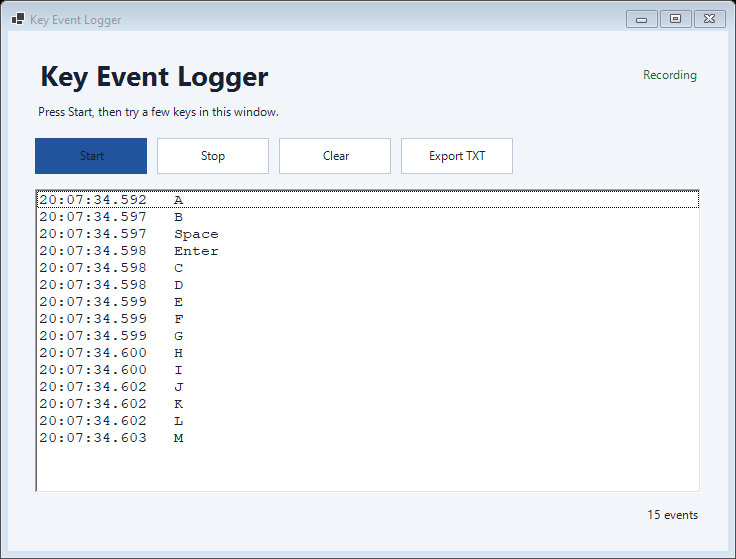 Key Event Logger
Key Event Logger
Recording
Press Start, then try a few keys in this window.
Start Stop Clear Export TXT
20:07:34.592 A
20:07:34.597 B
20:07:34.597 Space
20:07:34.598 Enter
20:07:34.598 C
20:07:34.598 D
20:07:34.599 E
20:07:34.599 F
20:07:34.599 G
20:07:34.600 H
20:07:34.600 I
20:07:34.602 J
20:07:34.602 K
20:07:34.602 L
20:07:34.603 M
15 events